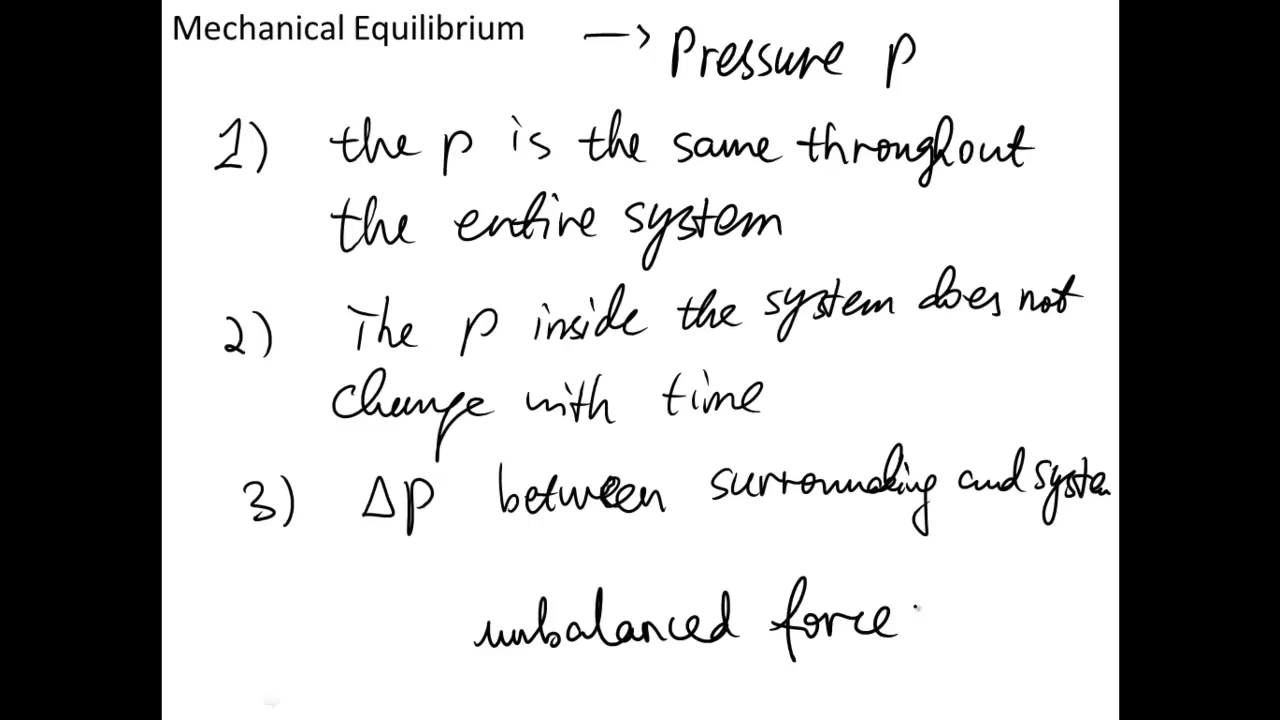 Mechanical Equilibrium → Pressure p
1) the p is the same throughout
the entire system
2) The p inside the system does not
change with time
3) Δp between surrounding and system
unbalanced force